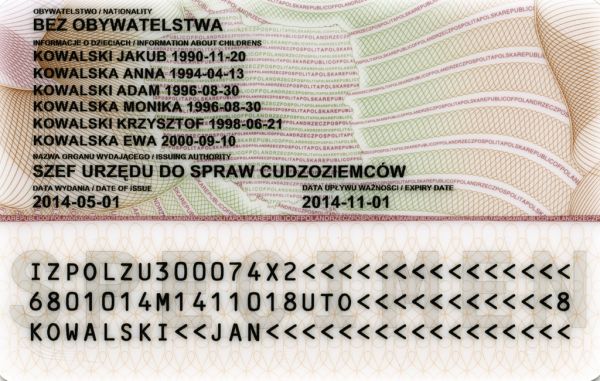 OBYWATELSTWO / NATIONALITY
BEZ OBYWATELSTWA
INFORMACJE O DZIECIACH / INFORMATION ABOUT CHILDRENS
KOWALSKI JAKUB 1990-11-20
KOWALSKA ANNA 1994-04-13
KOWALSKI ADAM 1996-08-30
KOWALSKA MONIKA 1996-08-30
KOWALSKI KRZYSZTOF 1998-06-21
KOWALSKA EWA 2000-09-10
NAZWA ORGANU WYDAJĄCEGO / ISSUING AUTHORITY
SZEF URZĘDU DO SPRAW CUDZOZIEMCÓW
DATA WYDANIA / DATE OF ISSUE DATA UPŁYWU WAŻNOŚCI / EXPIRY DATE
2014-05-01 2014-11-01
SPECIMEN
IZPOLZU300074X2<<<<<<<<<<<<<<<
6801014M1411018UTO<<<<<<<<<<<8
KOWALSKI<<JAN<<<<<<<<<<<<<<<<<